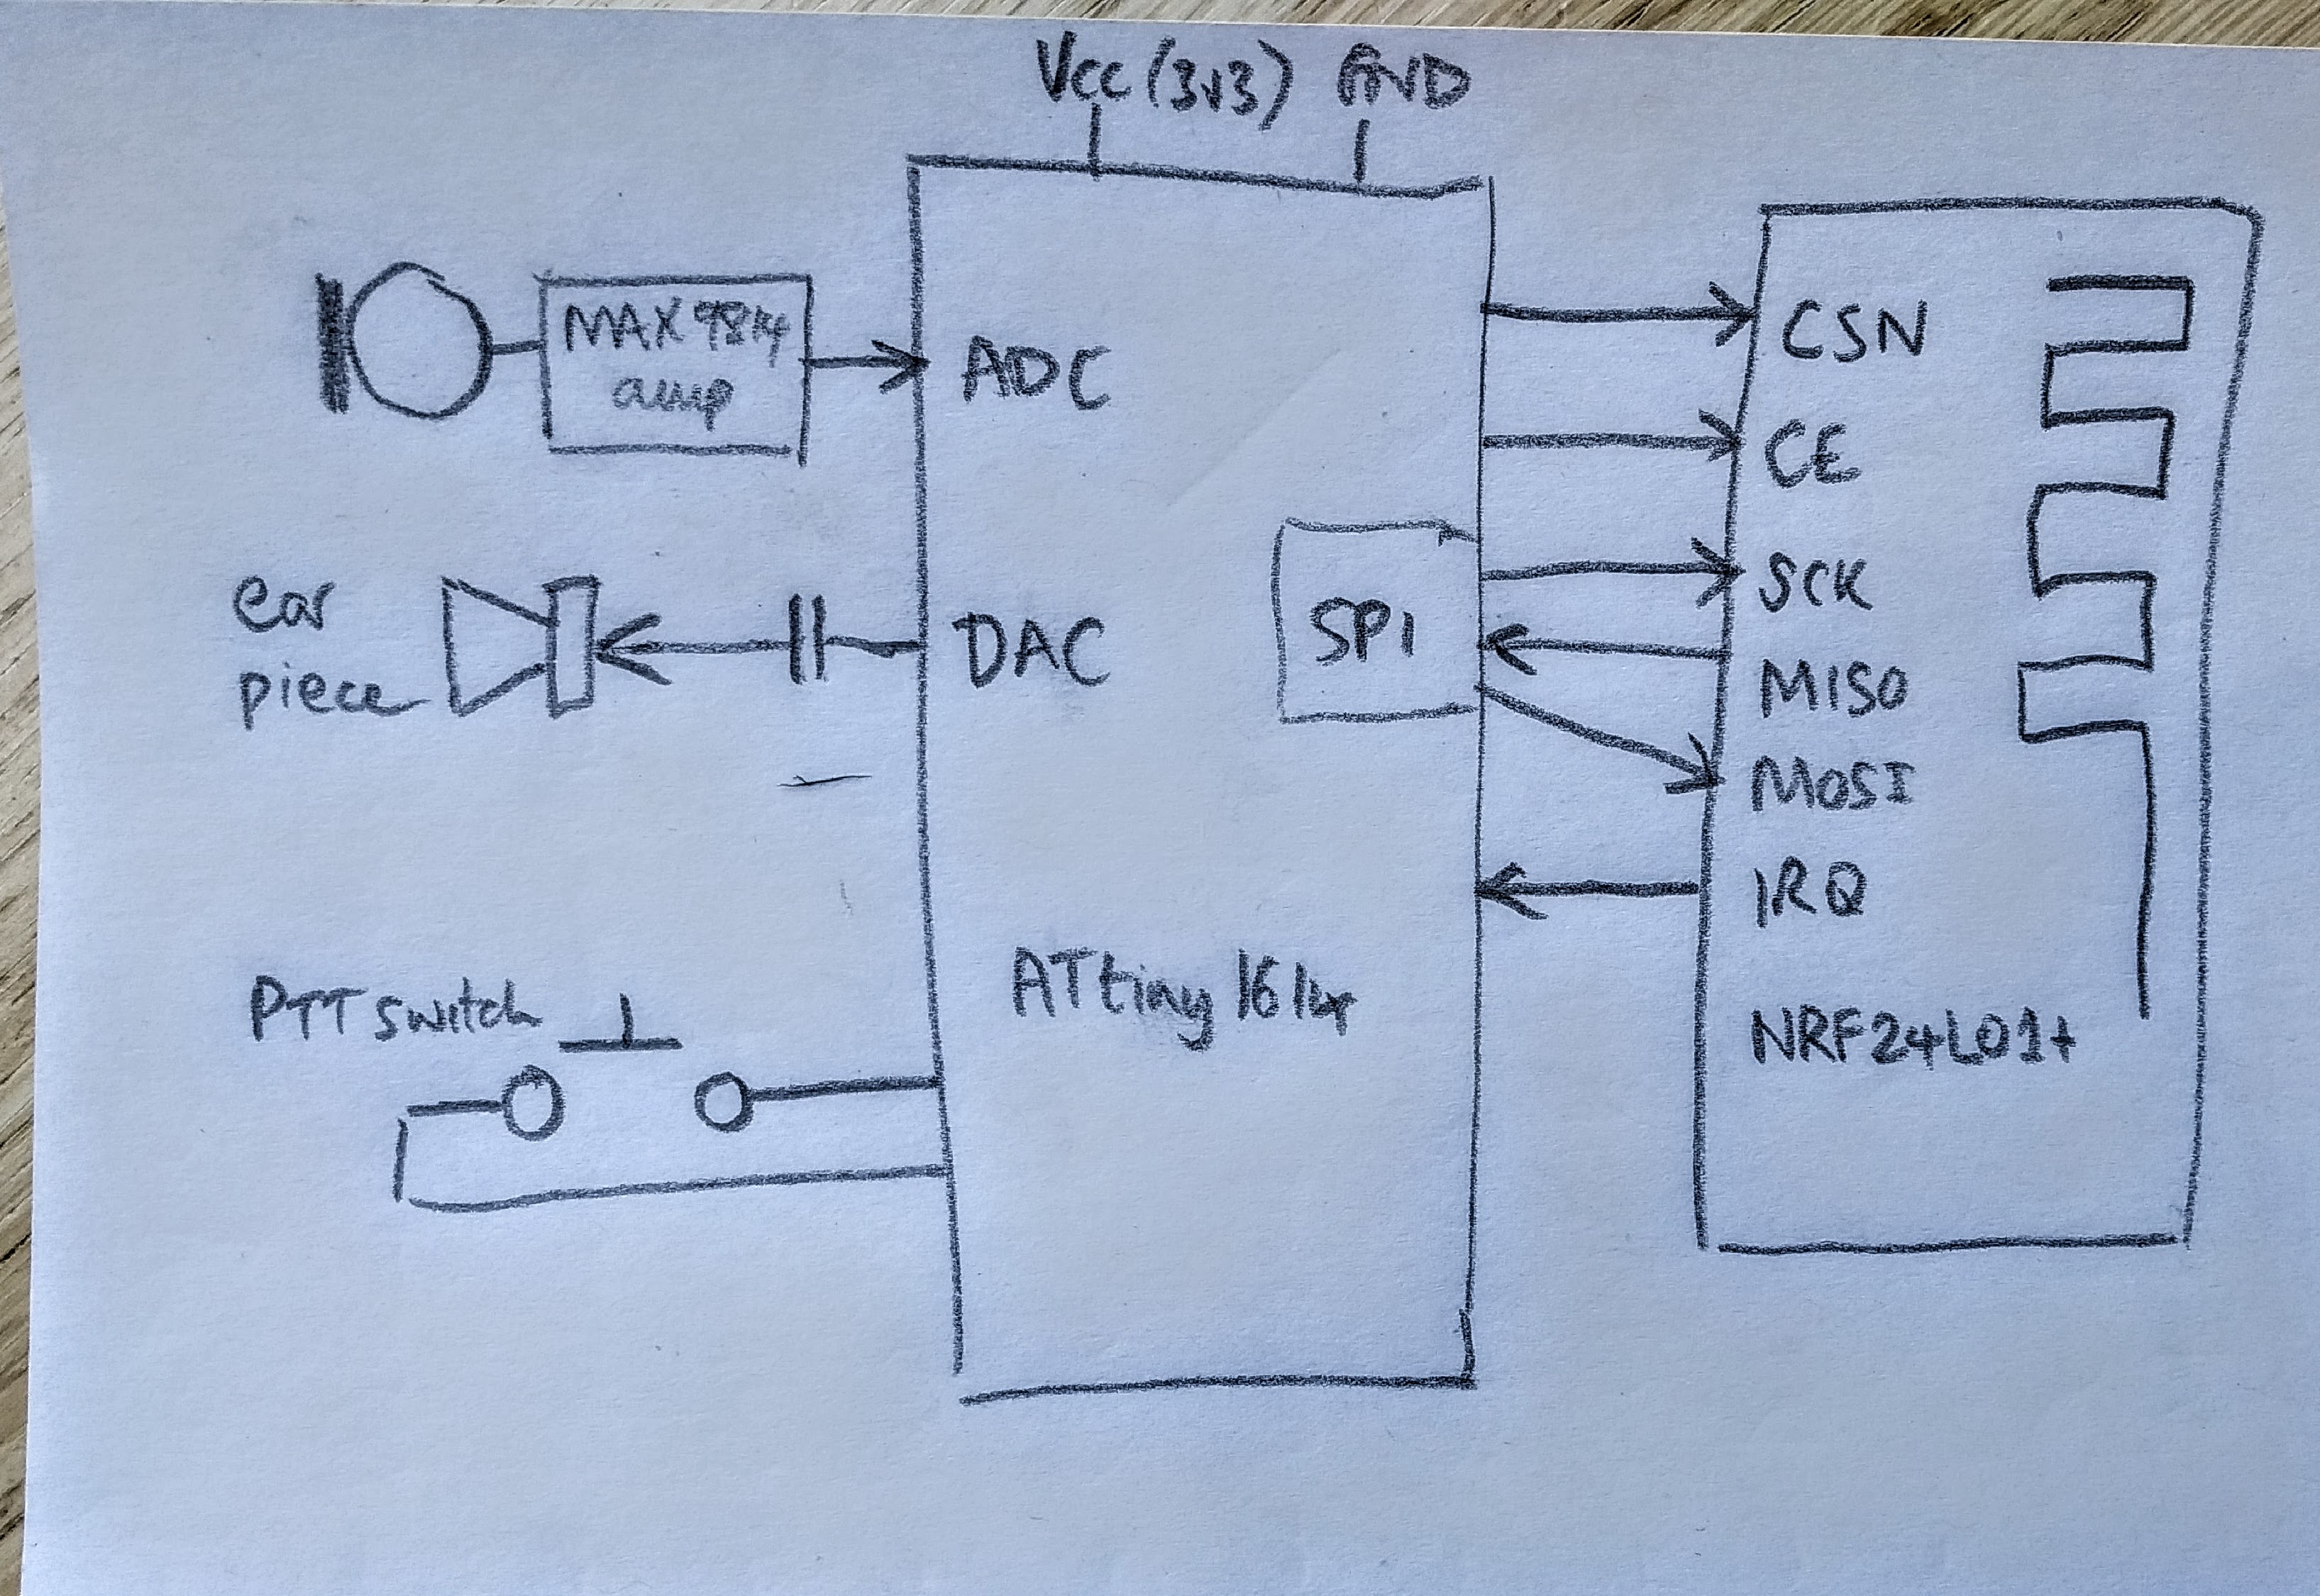 Vcc (3v3) GND
MAX 9814
amp
ADC
ear
piece
DAC
PTT switch
ATtiny 1614
SPI
CSN
CE
SCK
MISO
MOSI
IRQ
NRF24L01+